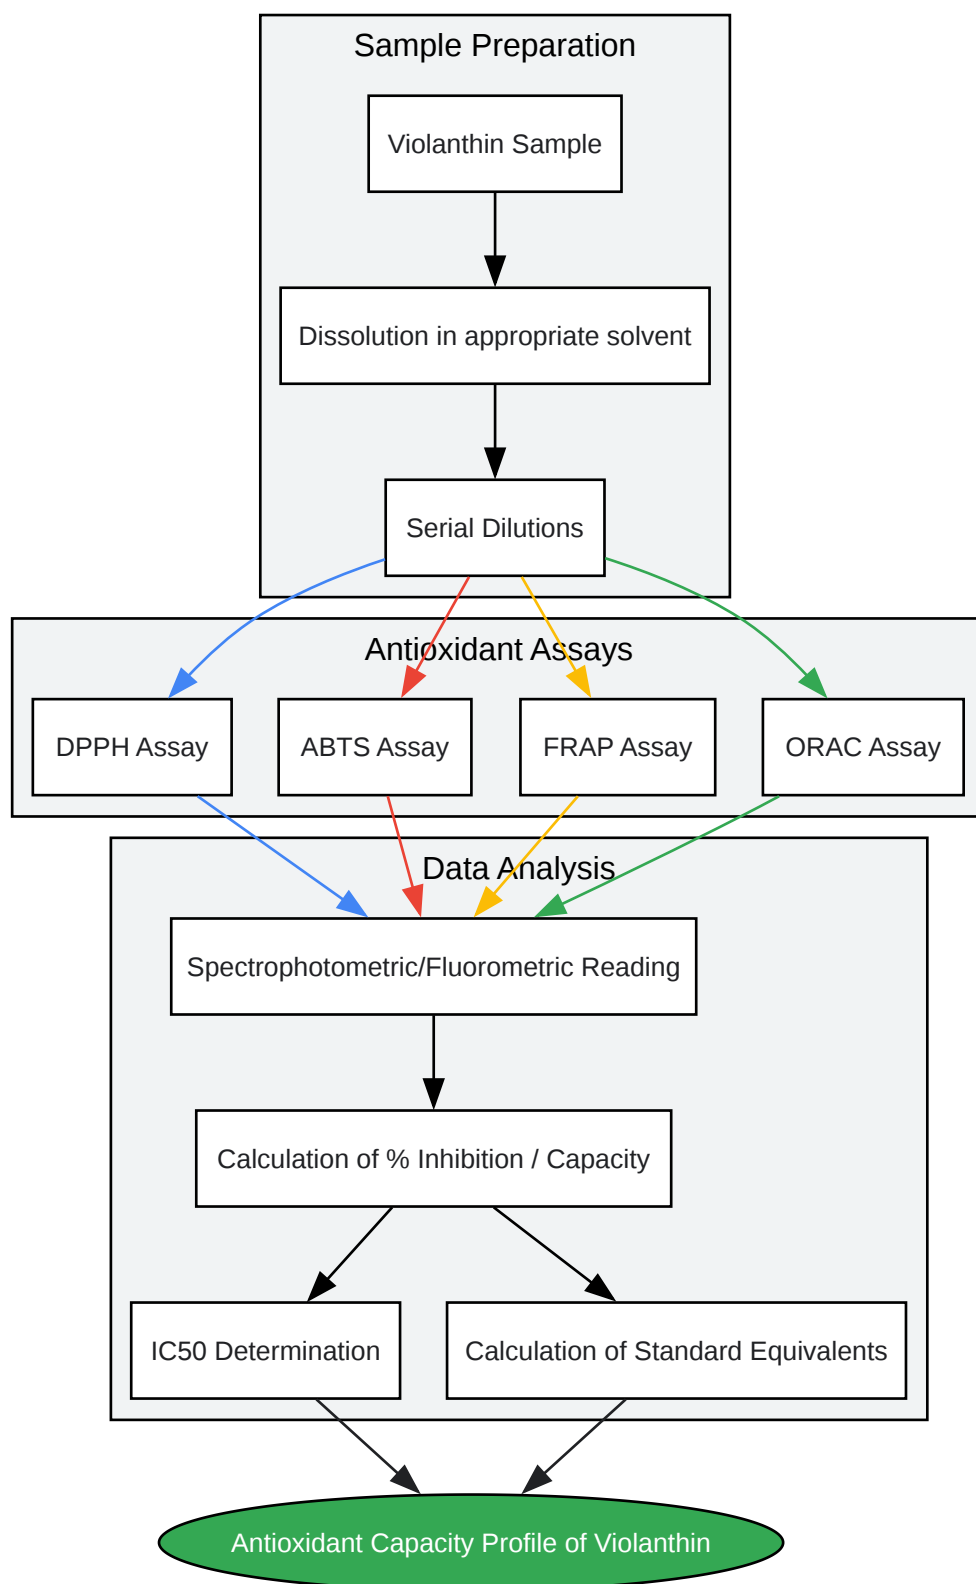 Sample Preparation
Violanthin Sample
Dissolution in appropriate solvent
Serial Dilutions
Antioxidant Assays
DPPH Assay
ABTS Assay
FRAP Assay
ORAC Assay
Data Analysis
Spectrophotometric/Fluorometric Reading
Calculation of % Inhibition / Capacity
IC50 Determination
Calculation of Standard Equivalents
Antioxidant Capacity Profile of Violanthin